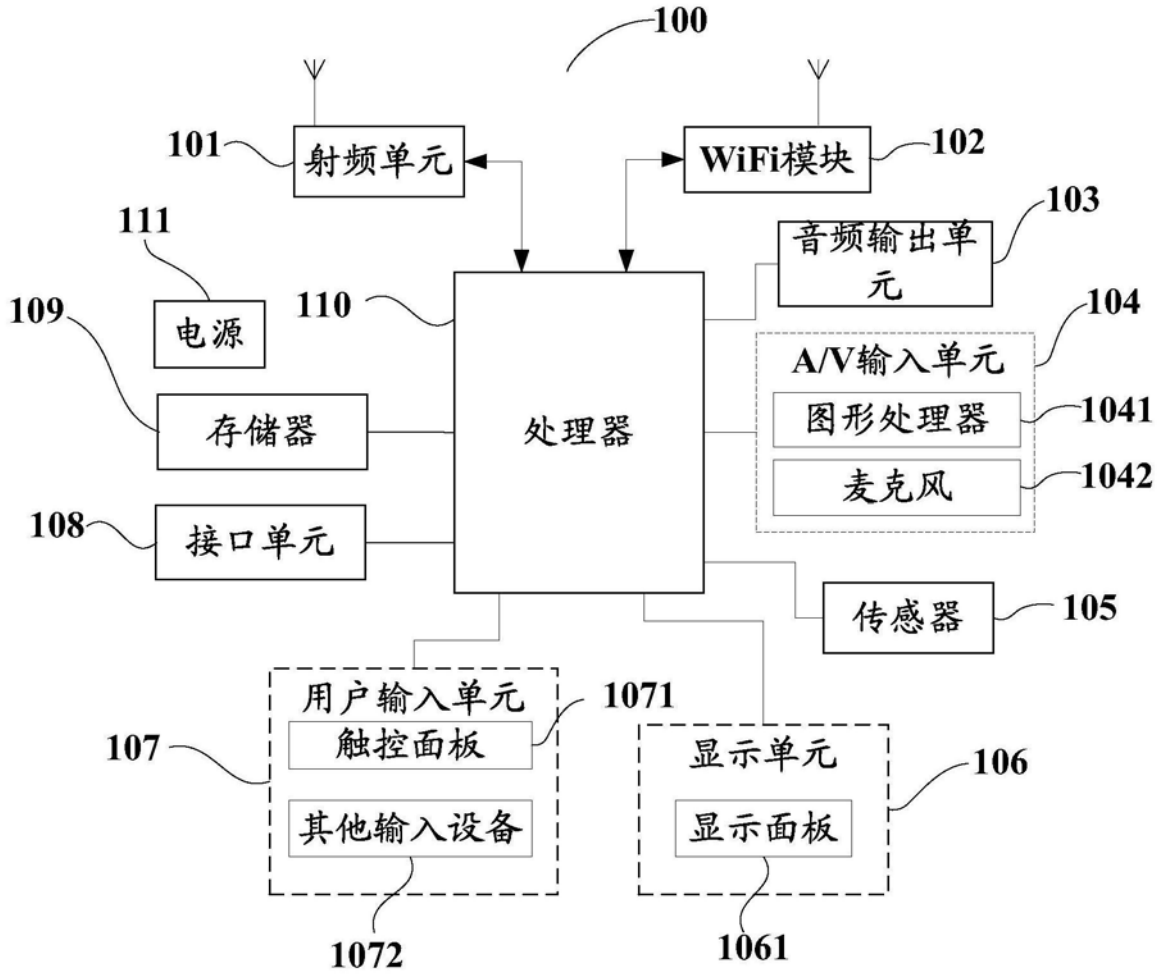 100
101
射频单元
WiFi模块
102
103
音频输出单
元
111
电源
110
109
存储器
处理器
104
A/V输入单元
图形处理器
1041
麦克风
1042
108
接口单元
传感器
105
用户输入单元
1071
触控面板
107
其他输入设备
1072
显示单元
106
显示面板
1061